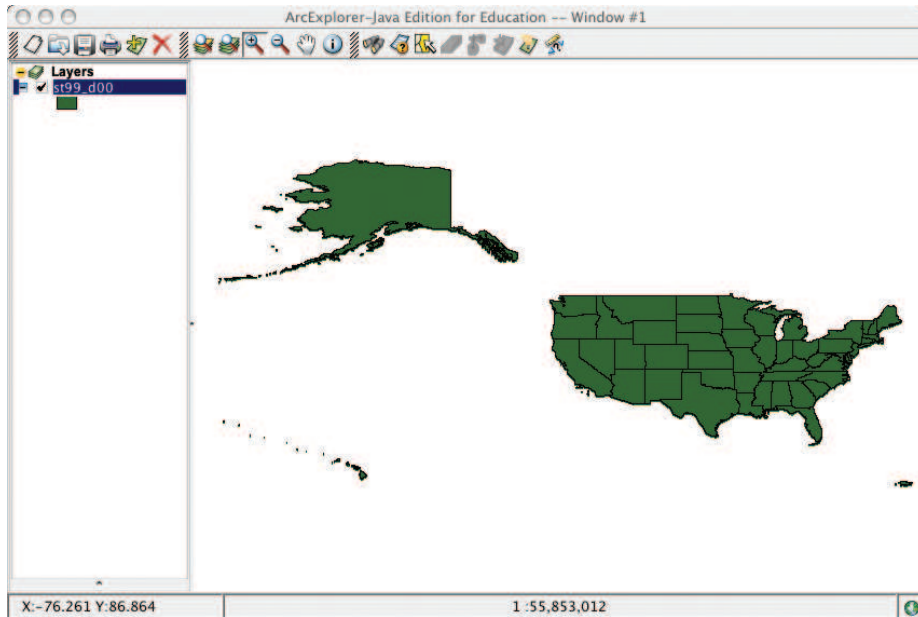 ArcExplorer-Java Edition for Education -- Window #1
Layers
st99_d00
X:-76.261 Y:86.864
1 :55,853,012